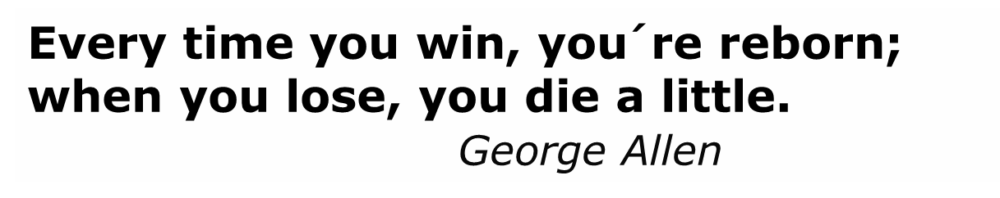 Every time you win, you´re reborn;
when you lose, you die a little.
George Allen